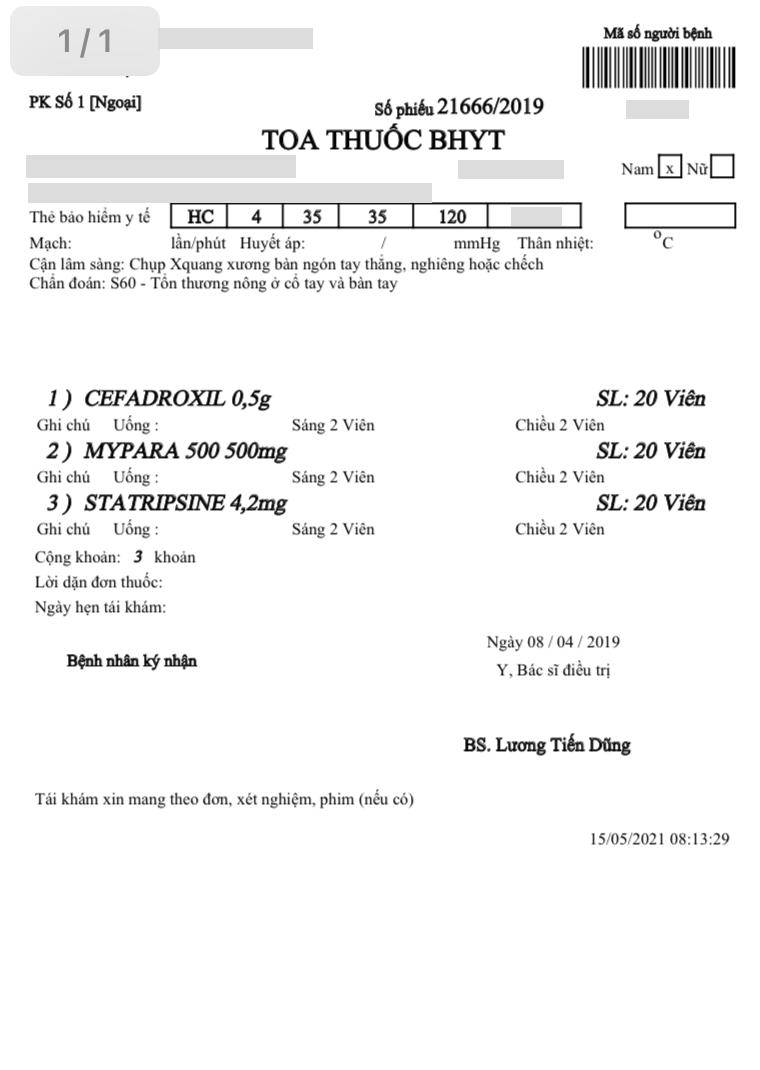 1/1
Mã số người bệnh
PK Số 1 [Ngoại]
Số phiếu 21666/2019
TOA THUỐC BHYT
Nam x Nữ
Thẻ bảo hiểm y tế HC 4 35 35 120
Mạch: lần/phút Huyết áp: / mmHg Thân nhiệt: °C
Cận lâm sàng: Chụp Xquang xương bàn ngón tay thẳng, nghiêng hoặc chếch
Chẩn đoán: S60 - Tổn thương nông ở cổ tay và bàn tay
1 ) CEFADROXIL 0,5g SL: 20 Viên
Ghi chú Uống : Sáng 2 Viên Chiều 2 Viên
2 ) MYPARA 500 500mg SL: 20 Viên
Ghi chú Uống : Sáng 2 Viên Chiều 2 Viên
3 ) STATRIPSINE 4,2mg SL: 20 Viên
Ghi chú Uống : Sáng 2 Viên Chiều 2 Viên
Cộng khoản: 3 khoản
Lời dặn đơn thuốc:
Ngày hẹn tái khám:
Ngày 08 / 04 / 2019
Bệnh nhân ký nhận
Y, Bác sĩ điều trị
BS. Lương Tiến Dũng
Tái khám xin mang theo đơn, xét nghiệm, phim (nếu có)
15/05/2021 08:13:29